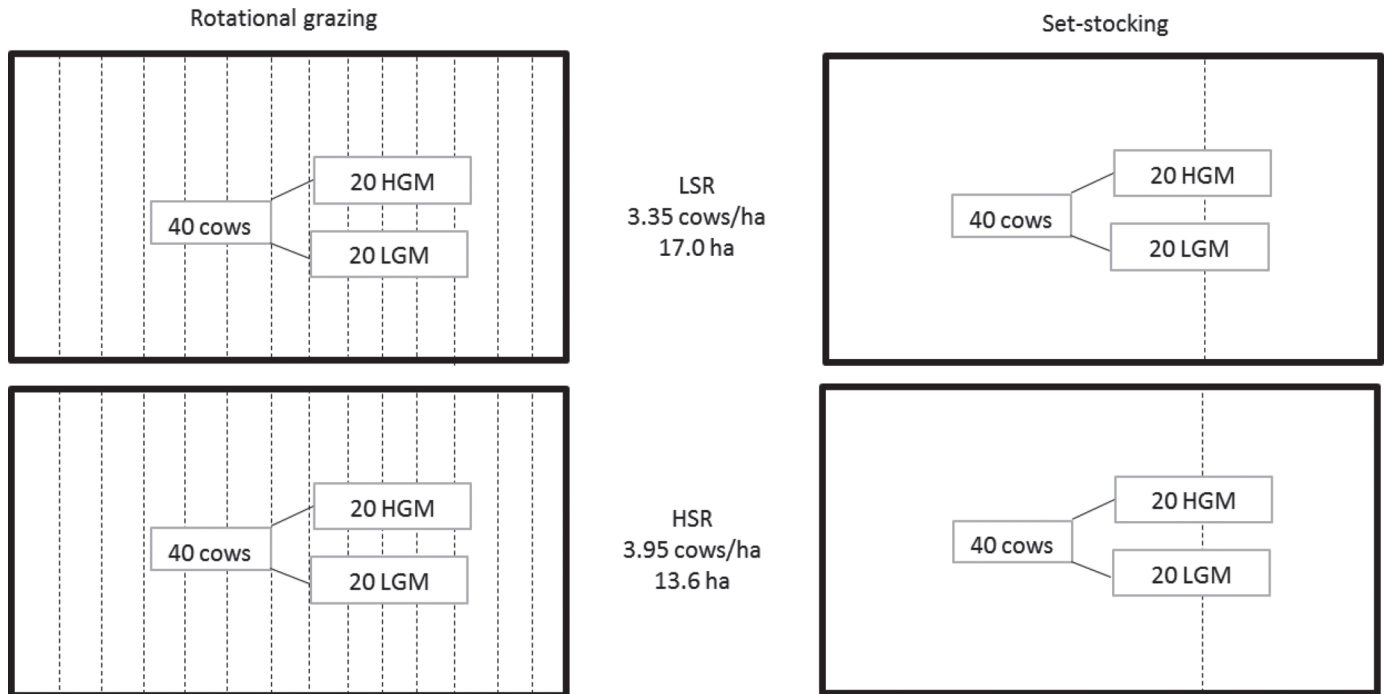 Rotational grazing
Set-stocking
40 cows
20 HGM
20 LGM
LSR
3.35 cows/ha
17.0 ha
40 cows
20 HGM
20 LGM
40 cows
20 HGM
20 LGM
HSR
3.95 cows/ha
13.6 ha
40 cows
20 HGM
20 LGM